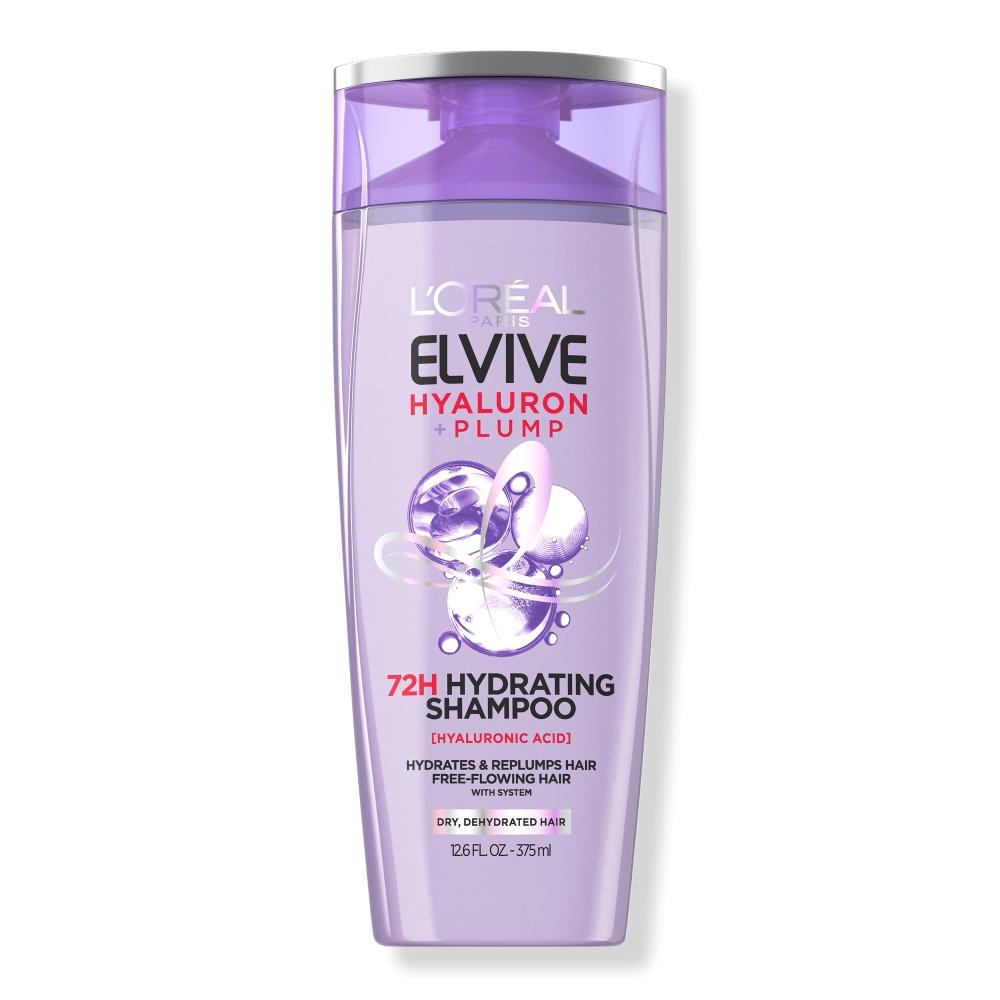 L'ORÉAL
PARIS
ELVIVE
HYALURON
+ PLUMP
72H HYDRATING
SHAMPOO
[HYALURONIC ACID]
HYDRATES & REPLUMPS HAIR
FREE-FLOWING HAIR
WITH SYSTEM
DRY, DEHYDRATED HAIR
12.6 FL. OZ. - 375 ml